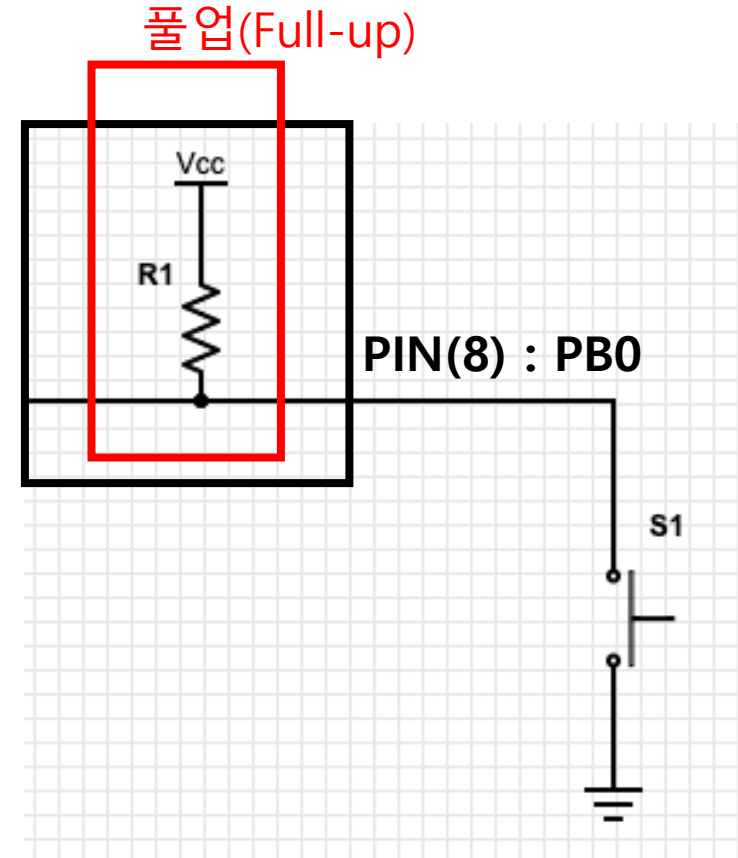 풀업(Full-up)
Vcc
R1
PIN(8) : PB0
S1